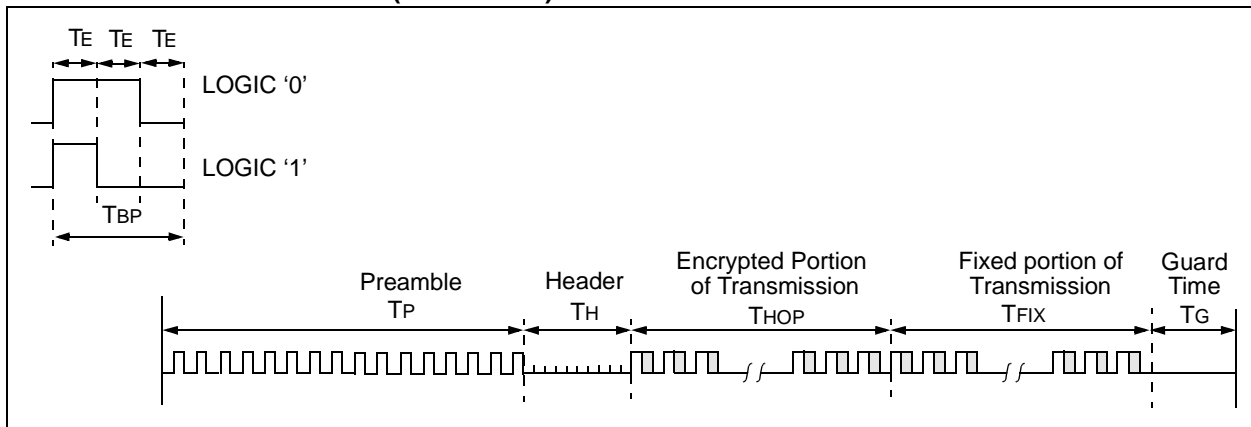 TE TE TE
LOGIC ‘0’
LOGIC ‘1’
TBP
Preamble
TP
Header
TH
Encrypted Portion
of Transmission
THOP
Fixed portion of
Transmission
TFIX
Guard
Time
TG